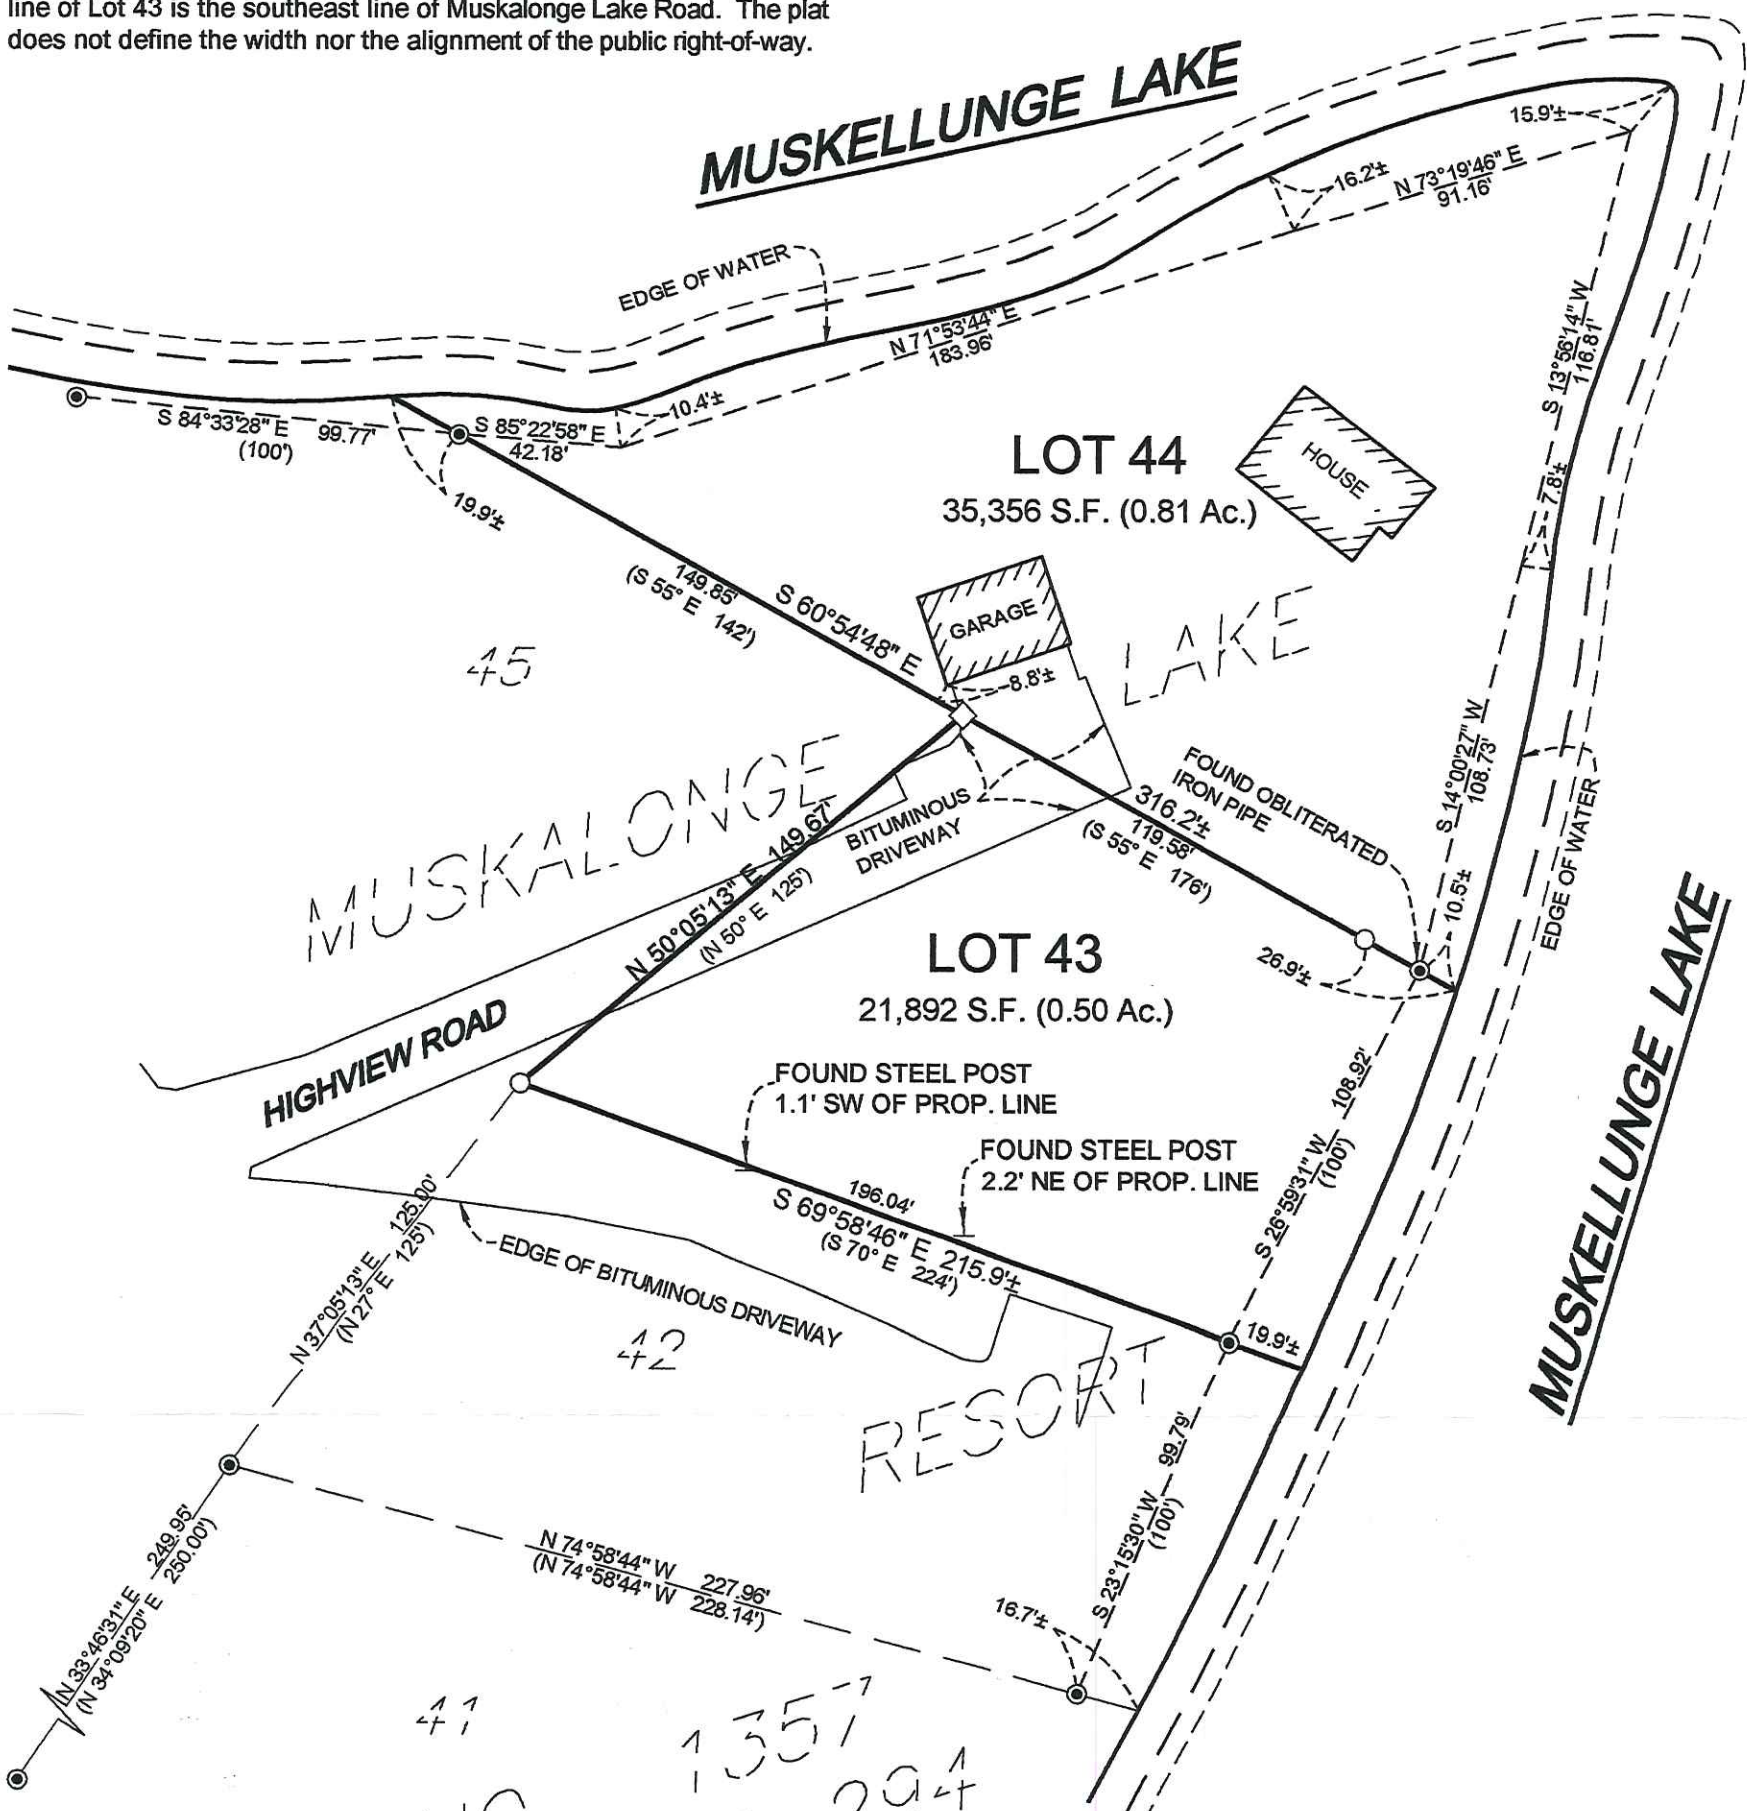 line of Lot 43 is the southeast line of Muskalonge Lake Road. The plat
does not define the width nor the alignment of the public right-of-way.
MUSKELLUNGE LAKE
15.9'±
16.2'±
N 73°19'46" E
91.16'
EDGE OF WATER
N 71°53'44" E
183.96'
S 13°56'14" W
116.81'
S 84°33'28" E 99.77'
(100')
S 85°22'58" E
42.18'
10.4'±
19.9'±
LOT 44
35,356 S.F. (0.81 Ac.)
HOUSE
7.8'±
149.85'
(S 55° E 142')
S 60°54'48" E
GARAGE
8.8'±
LAKE
45
MUSKALONGE
FOUND OBLITERATED
IRON PIPE
S 14°00'27" W
108.73'
316.2'±
119.58'
(S 55° E 176')
BITUMINOUS
DRIVEWAY
N 50°05'13" E 149.67'
(N 50° E 125')
10.5'±
EDGE OF WATER
26.9'±
LOT 43
21,892 S.F. (0.50 Ac.)
HIGHVIEW ROAD
MUSKELLUNGE LAKE
FOUND STEEL POST
1.1' SW OF PROP. LINE
FOUND STEEL POST
2.2' NE OF PROP. LINE
S 26°59'31" W 108.92'
(100')
196.04'
S 69°58'46" E 215.9'±
(S 70° E 224')
19.9'±
N 37°05'13" E 125.00'
(N 27° E 125')
EDGE OF BITUMINOUS DRIVEWAY
42
RESORT
S 23°15'30" W 99.79'
(100')
N 74°58'44" W 227.96'
(N 74°58'44" W 228.14')
16.7'±
N 33°46'31" E 249.95'
(N 34°09'20" E 250.00')
41
1357
294